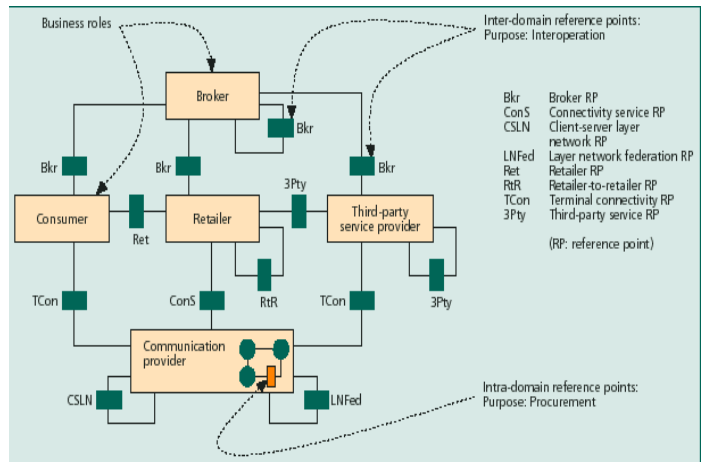 Business roles
Inter-domain reference points:
Purpose: Interoperation
Broker
Bkr
Bkr
Bkr
Bkr
Bkr Broker RP
ConS Connectivity service RP
CSLN Client-server layer
network RP
LNFed Layer network federation RP
Ret Retailer RP
RtR Retailer-to-retailer RP
TCon Terminal connectivity RP
3Pty Third-party service RP
(RP: reference point)
Consumer
Ret
Retailer
3Pty
Third-party
service provider
RtR
3Pty
TCon
ConS
TCon
Communication
provider
CSLN
LNFed
Intra-domain reference points:
Purpose: Procurement